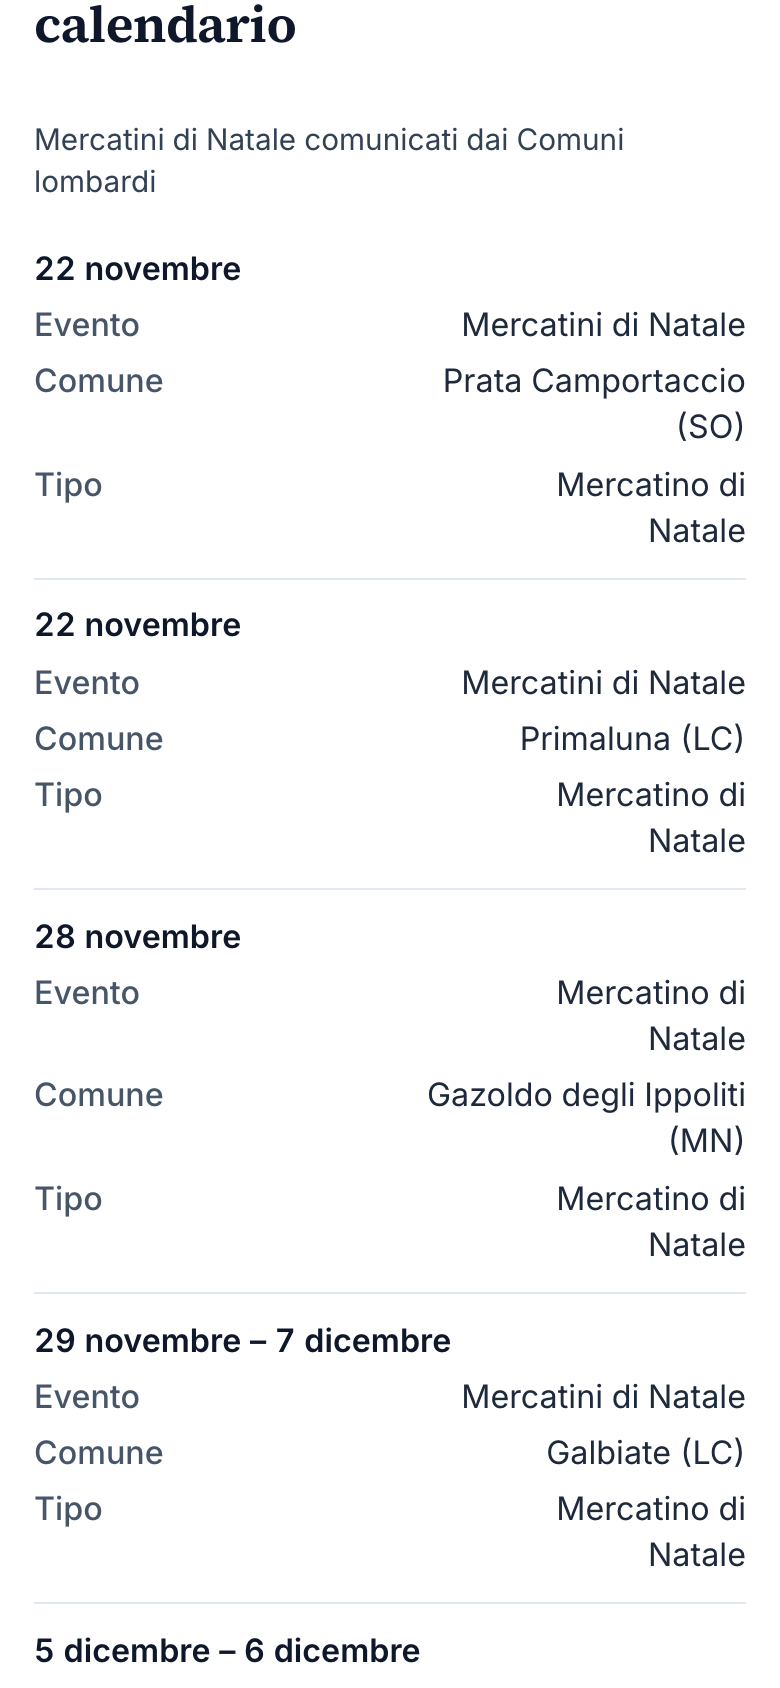 calendario
Mercatini di Natale comunicati dai Comuni
lombardi
22 novembre
Evento Mercatini di Natale
Comune Prata Camportaccio
(SO)
Tipo Mercatino di
Natale
22 novembre
Evento Mercatini di Natale
Comune Primaluna (LC)
Tipo Mercatino di
Natale
28 novembre
Evento Mercatino di
Natale
Comune Gazoldo degli Ippoliti
(MN)
Tipo Mercatino di
Natale
29 novembre – 7 dicembre
Evento Mercatini di Natale
Comune Galbiate (LC)
Tipo Mercatino di
Natale
5 dicembre – 6 dicembre